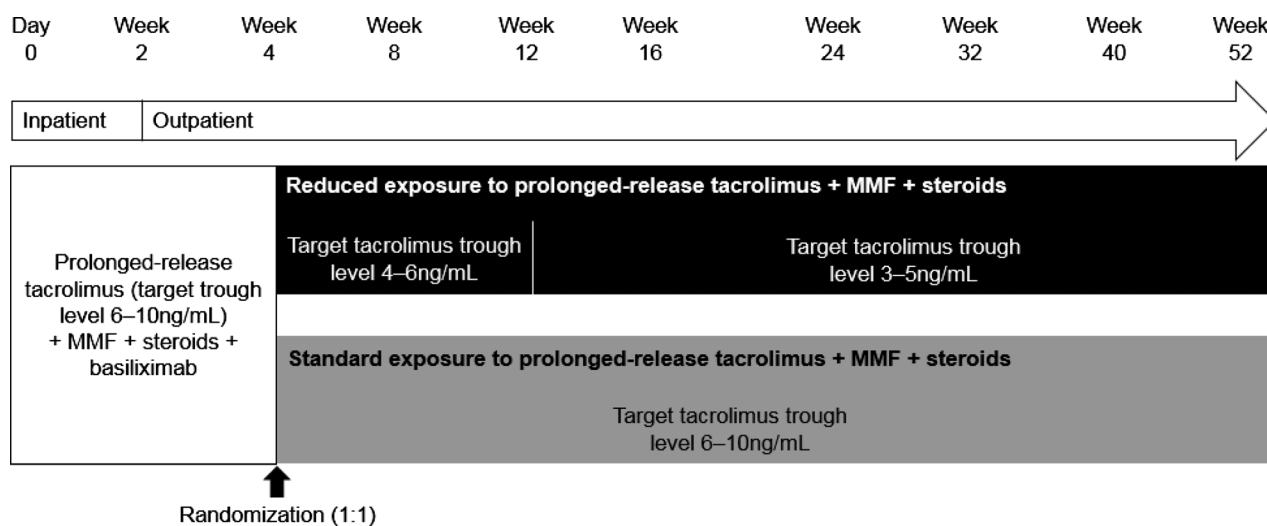 Day Week Week Week Week Week Week Week Week Week
0 2 4 8 12 16 24 32 40 52
Inpatient Outpatient
Reduced exposure to prolonged-release tacrolimus + MMF + steroids
Target tacrolimus trough
level 4–6ng/mL
Target tacrolimus trough
level 3–5ng/mL
Prolonged-release
tacrolimus (target trough
level 6–10ng/mL)
+ MMF + steroids +
basiliximab
Standard exposure to prolonged-release tacrolimus + MMF + steroids
Target tacrolimus trough
level 6–10ng/mL
Randomization (1:1)